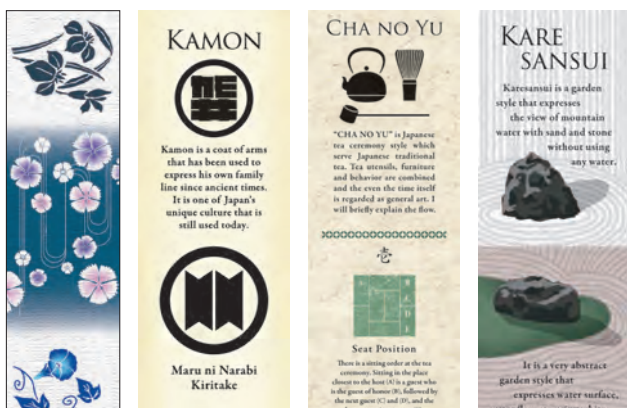 KAMON
Kamon is a coat of arms
that has been used to
express his own family
line since ancient times.
It is one of Japan's
unique culture that is
still used today.
Maru ni Narabi
Kiritake
CHA NO YU
"CHA NO YU" is Japanese
tea ceremony style which
serve Japanese traditional
tea. Tea utensils, furniture
and behavior are combined
and the even the time itself
is regarded as general art. I
will briefly explain the flow.
壱
Seat Position
There is a sitting order at the tea
ceremony. Sitting in the place
closest to the host (A) is a guest who
is the guest of honor (B), followed by
the next guest (C) and (D), and the
KARE
SANSUI
Karesansui is a garden
style that expresses
the view of mountain
water with sand and stone
without using
any water.
It is a very abstract
garden style that
expresses water surface,